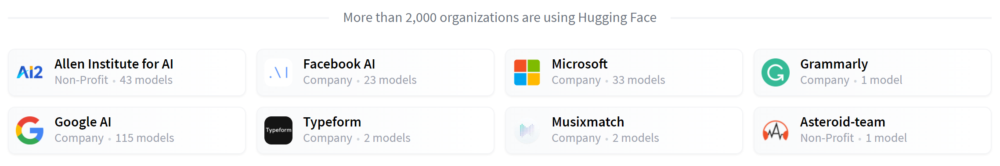 More than 2,000 organizations are using Hugging Face
AI2
Allen Institute for AI
Non-Profit • 43 models
.\I
Facebook AI
Company • 23 models
Microsoft
Company • 33 models
Grammarly
Company • 1 model
Google AI
Company • 115 models
Typeform
Typeform
Company • 2 models
Musixmatch
Company • 2 models
Asteroid-team
Non-Profit • 1 model